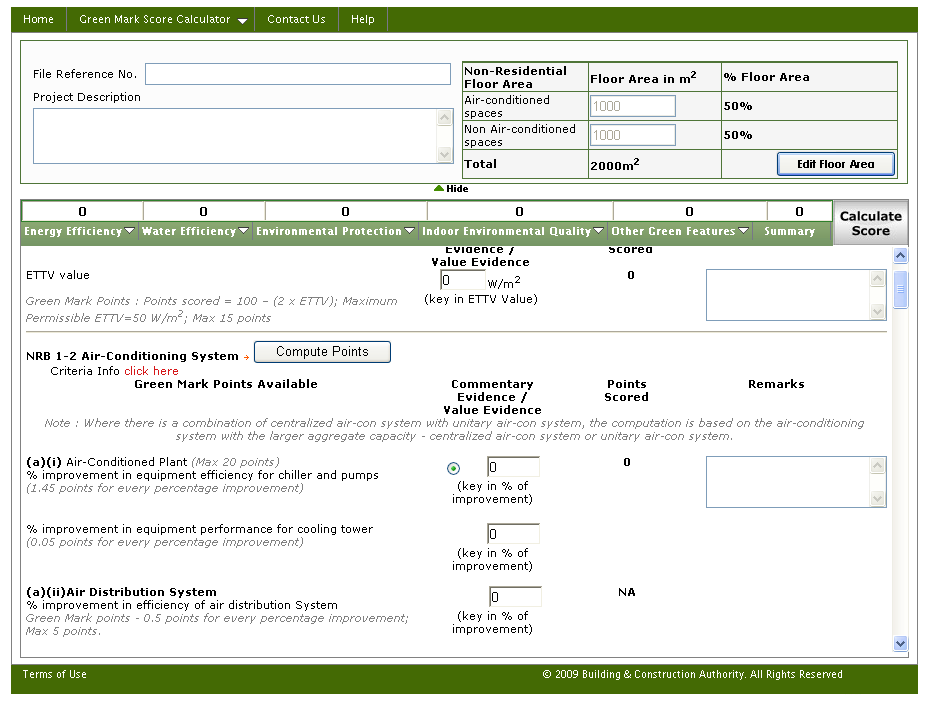 Home Green Mark Score Calculator Contact Us Help
File Reference No.
Project Description
Non-Residential Floor Area Floor Area in m2 % Floor Area
Air-conditioned spaces 1000 50%
Non Air-conditioned spaces 1000 50%
Total 2000m2 Edit Floor Area
Hide
0 0 0 0 0 0
Energy Efficiency Water Efficiency Environmental Protection Indoor Environmental Quality Other Green Features Summary
Calculate
Score
Evidence / Scored
Value Evidence
ETTV value 0 W/m2 0
(key in ETTV Value)
Green Mark Points : Points scored = 100 – (2 x ETTV); Maximum
Permissible ETTV=50 W/m2; Max 15 points
NRB 1-2 Air-Conditioning System Compute Points
Criteria Info click here
Green Mark Points Available Commentary Points Remarks
Evidence / Scored
Value Evidence
Note : Where there is a combination of centralized air-con system with unitary air-con system, the computation is based on the air-conditioning
system with the larger aggregate capacity - centralized air-con system or unitary air-con system.
(a)(i) Air-Conditioned Plant (Max 20 points) 0 0
% improvement in equipment efficiency for chiller and pumps
(1.45 points for every percentage improvement)
(key in % of
improvement)
% improvement in equipment performance for cooling tower 0
(0.05 points for every percentage improvement)
(key in % of
improvement)
(a)(ii)Air Distribution System 0 NA
% improvement in efficiency of air distribution System
Green Mark points - 0.5 points for every percentage improvement;
Max 5 points.
(key in % of
improvement)
Terms of Use © 2009 Building & Construction Authority. All Rights Reserved